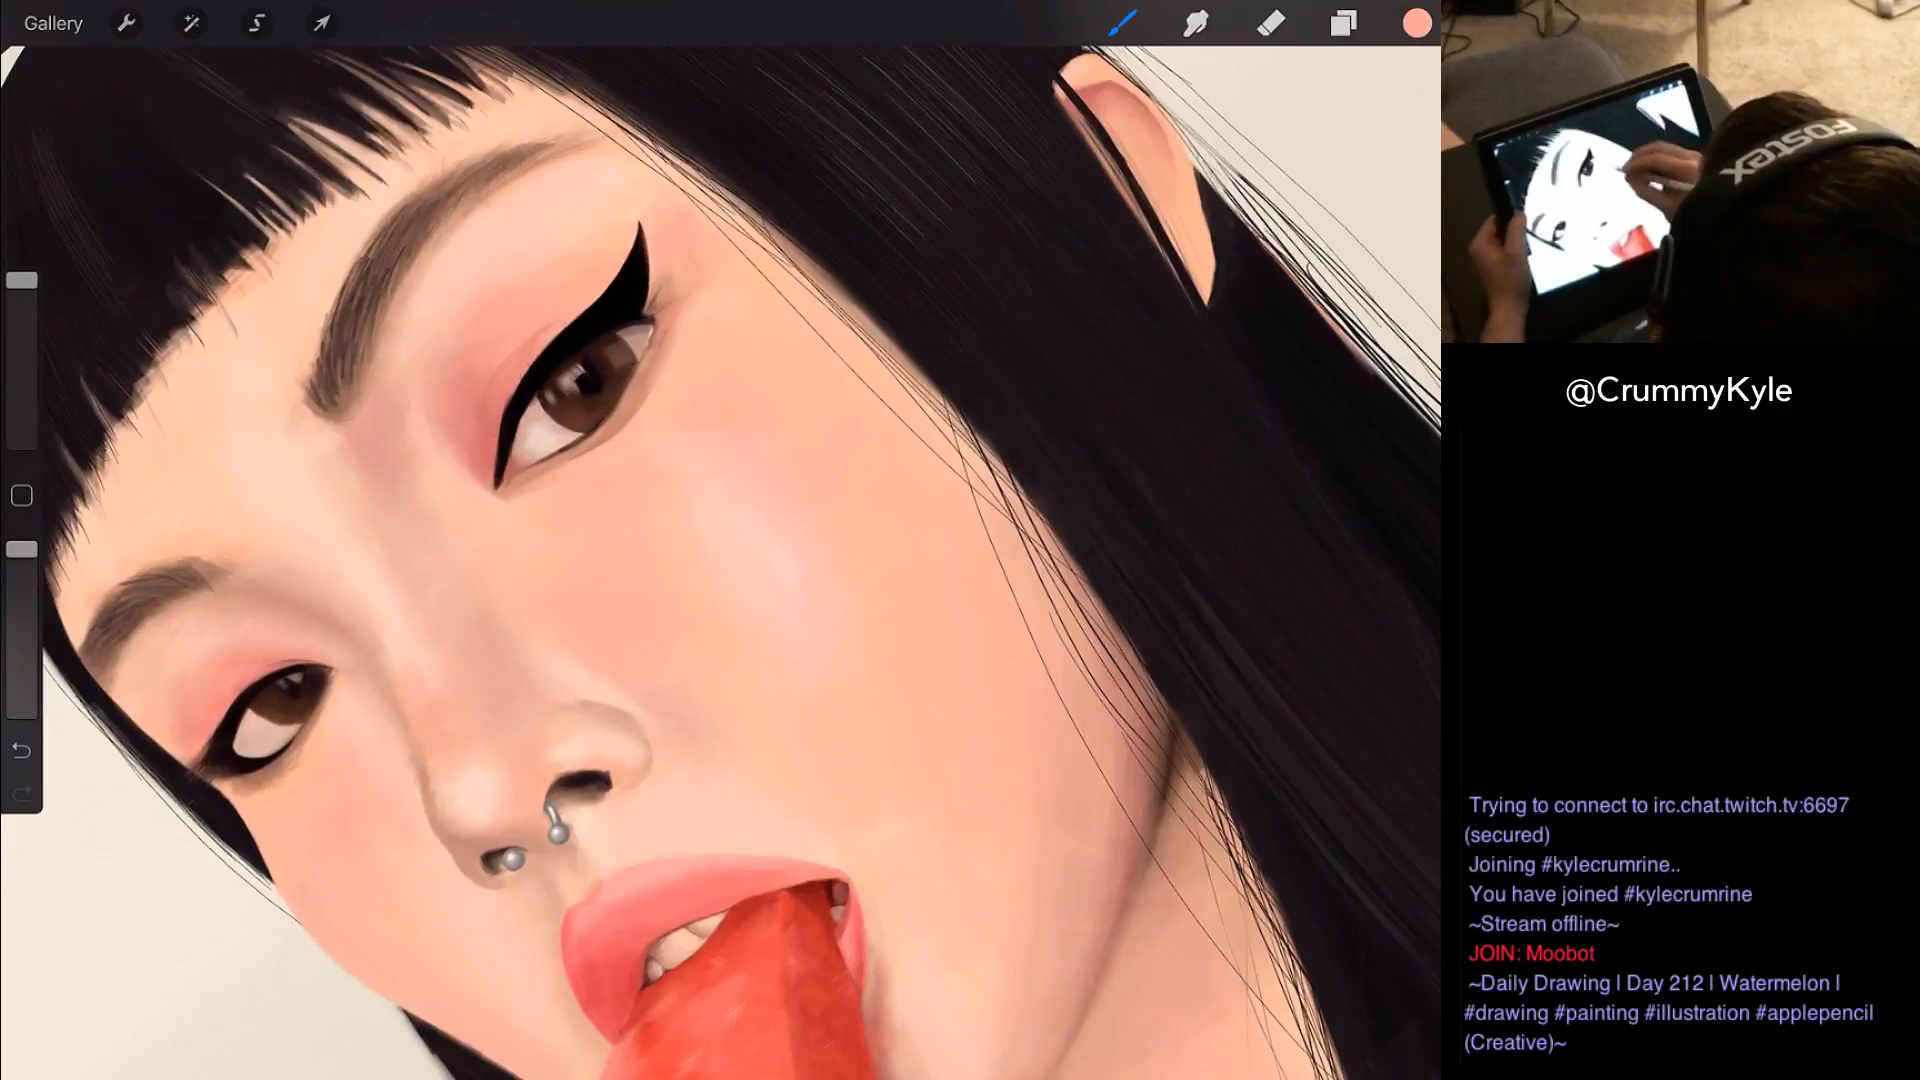 Gallery
FOSTEX
@CrummyKyle
Trying to connect to irc.chat.twitch.tv:6697
(secured)
Joining #kylecrumrine..
You have joined #kylecrumrine
~Stream offline~
JOIN: Moobot
~Daily Drawing | Day 212 | Watermelon |
#drawing #painting #illustration #applepencil
(Creative)~